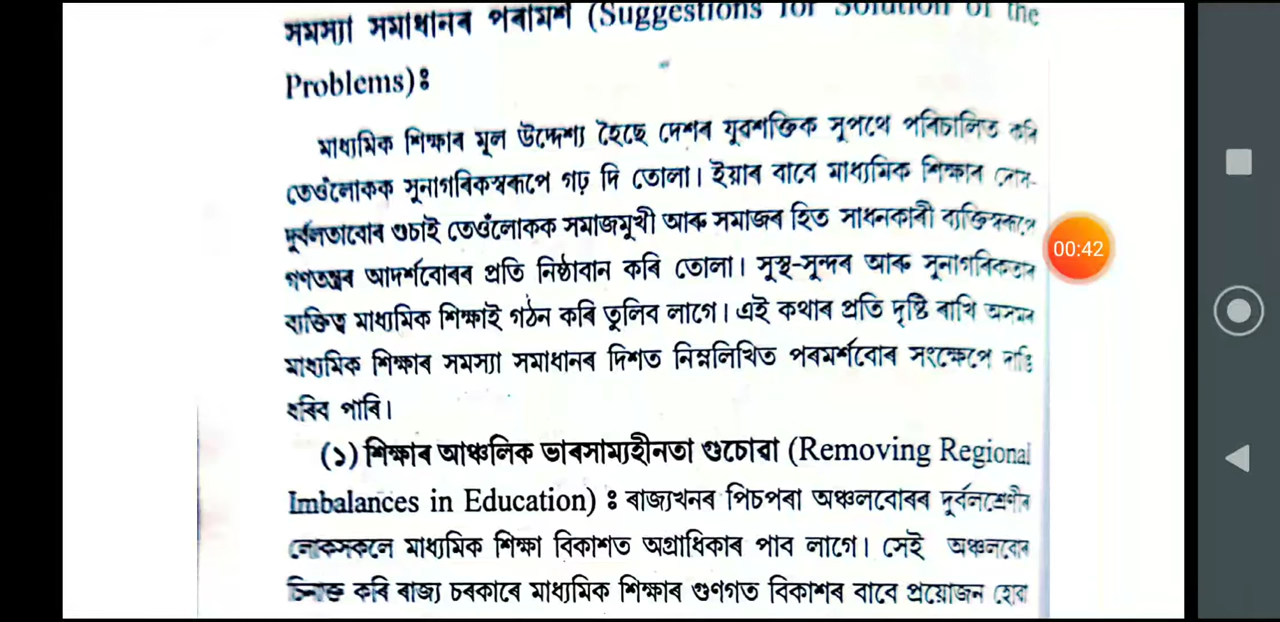 সমস্যা সমাধানৰ পৰামৰ্শ (Suggestions for Solution of the
Problems)ঃ
মাধ্যমিক শিক্ষাৰ মূল উদ্দেশ্য হৈছে দেশৰ যুৱশক্তিক সুপথে পৰিচালিত কৰি
তেওঁলোকক সুনাগৰিকস্বৰূপে গঢ় দি তোলা। ইয়াৰ বাবে মাধ্যমিক শিক্ষাৰ দোষ-
দুৰ্বলতাবোৰ গুচাই তেওঁলোকক সমাজমুখী আৰু সমাজৰ হিত সাধনকাৰী ব্যক্তিস্বৰূপে
গণতন্ত্ৰৰ আদৰ্শবোৰৰ প্ৰতি নিষ্ঠাবান কৰি তোলা। সুস্থ-সুন্দৰ আৰু সুনাগৰিকতাৰ
ব্যক্তিত্ব মাধ্যমিক শিক্ষাই গঠন কৰি তুলিব লাগে। এই কথাৰ প্ৰতি দৃষ্টি ৰাখি অসমৰ
মাধ্যমিক শিক্ষাৰ সমস্যা সমাধানৰ দিশত নিম্নলিখিত পৰমৰ্শবোৰ সংক্ষেপে দাঙি
ধৰিব পাৰি।
(১) শিক্ষাৰ আঞ্চলিক ভাৰসাম্যহীনতা গুচোৱা (Removing Regional
Imbalances in Education) ঃ ৰাজ্যখনৰ পিচপৰা অঞ্চলবোৰৰ দুৰ্বলশ্ৰেণীৰ
লোকসকলে মাধ্যমিক শিক্ষা বিকাশত অগ্ৰাধিকাৰ পাব লাগে। সেই অঞ্চলবোৰ
চিনাক্ত কৰি ৰাজ্য চৰকাৰে মাধ্যমিক শিক্ষাৰ গুণগত বিকাশৰ বাবে প্ৰয়োজন হোৱা
00:42